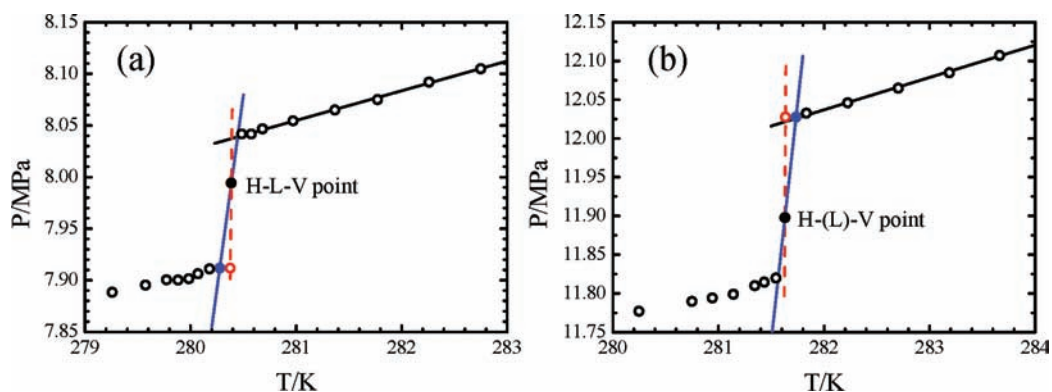 (a)
8.15
8.10
8.05
8.00
7.95
7.90
7.85
P/MPa
H-L-V point
279 280 281 282 283
T/K
(b)
12.15
12.10
12.05
12.00
11.95
11.90
11.85
11.80
11.75
P/MPa
H-(L)-V point
280 281 282 283 284
T/K